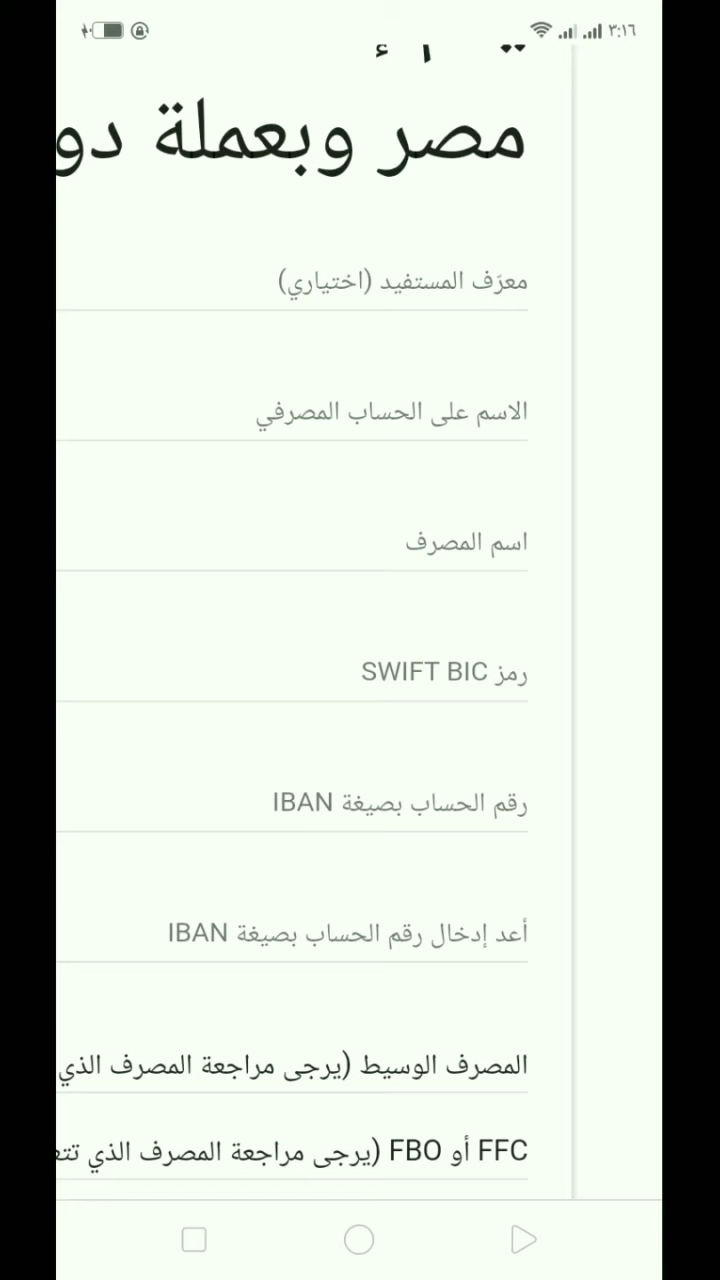 ٣:١٦
مصر وبعملة
معرّف المستفيد (اختياري)
الاسم على الحساب المصرفي
اسم المصرف
رمز SWIFT BIC
رقم الحساب بصيغة IBAN
أعد إدخال رقم الحساب بصيغة IBAN
المصرف الوسيط (يرجى مراجعة المصرف الذي
FFC أو FBO (يرجى مراجعة المصرف الذي